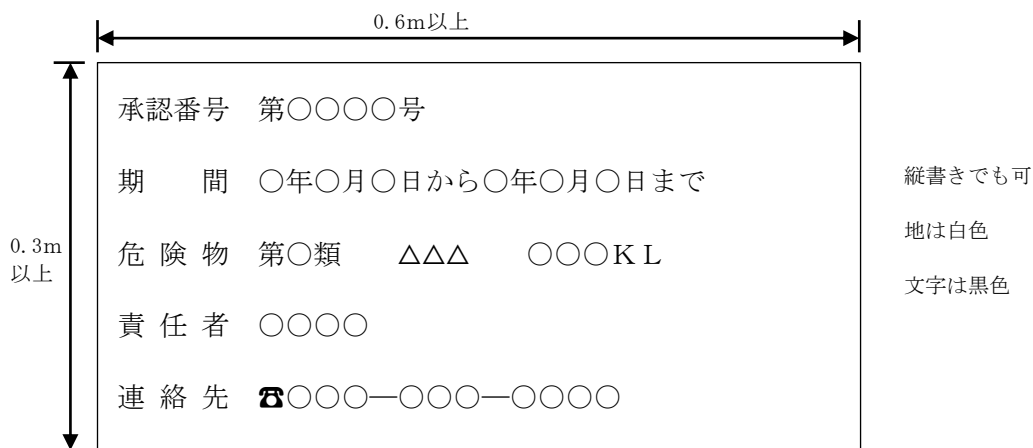 0.6m以上
承認番号 第○○○○号
期　　間 ○年○月○日から○年○月○日まで
危 険 物 第○類　△△△　○○○KL
責 任 者 ○○○○
連 絡 先 ☎○○○―○○○―○○○○
0.3m
以上
縦書きでも可
地は白色
文字は黒色